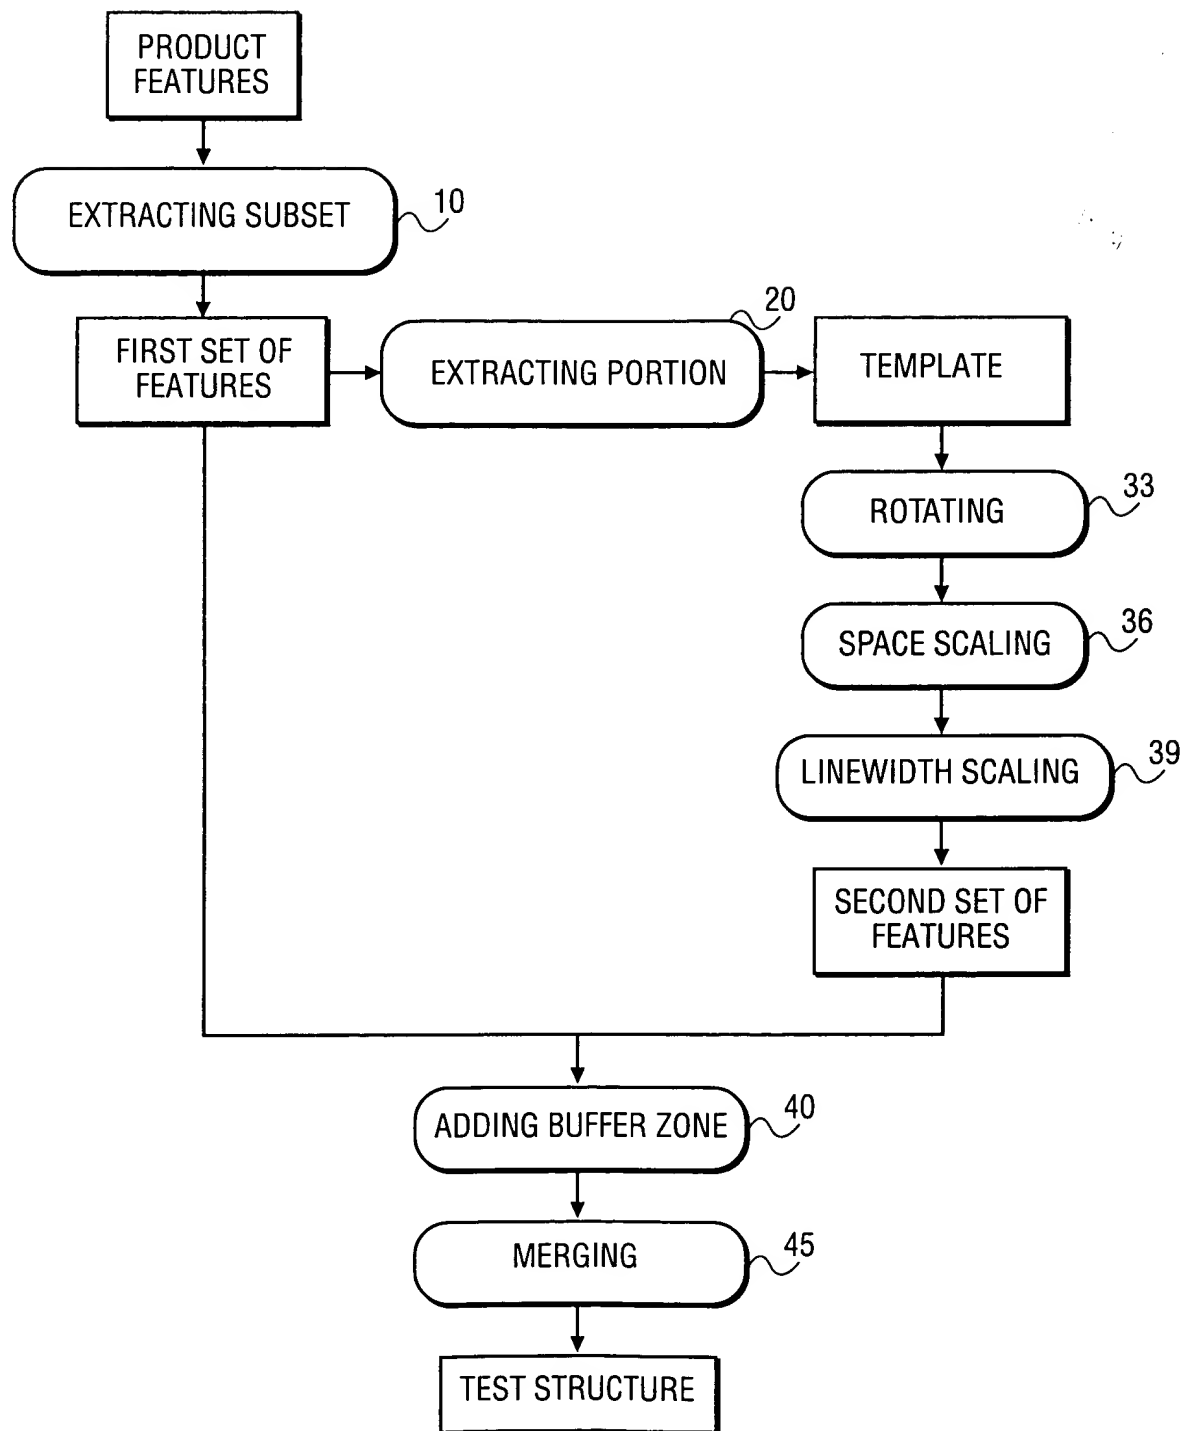 PRODUCT
FEATURES
EXTRACTING SUBSET
10
FIRST SET OF
FEATURES
20
EXTRACTING PORTION
TEMPLATE
ROTATING
33
SPACE SCALING
36
LINEWIDTH SCALING
39
SECOND SET OF
FEATURES
ADDING BUFFER ZONE
40
MERGING
45
TEST STRUCTURE